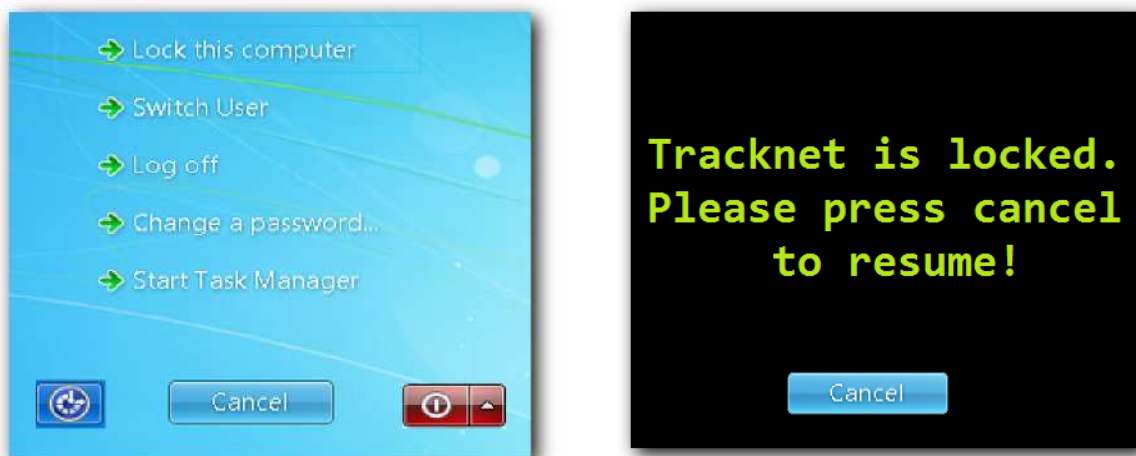 Lock this computer
Switch User
Log off
Change a password...
Start Task Manager
Cancel
Tracknet is locked.
Please press cancel
to resume!
Cancel